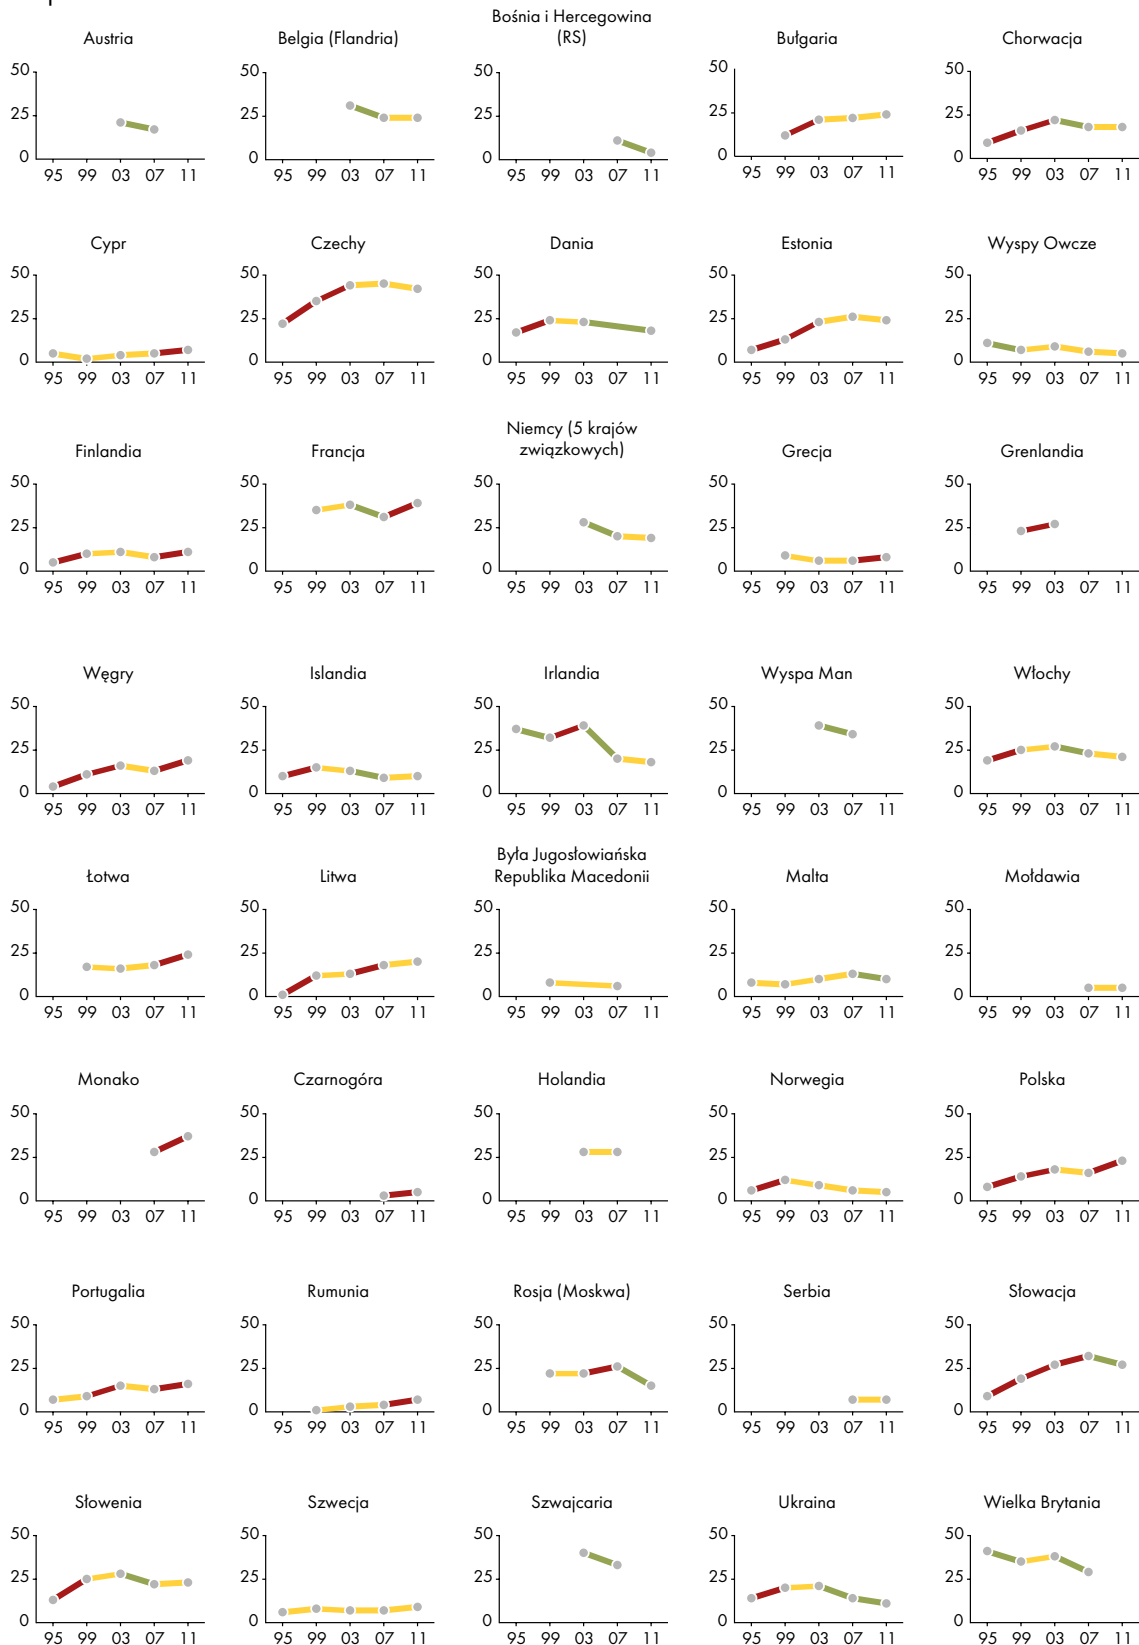 Bośnia i Hercegowina
Austria Belgia (Flandria) (RS) Bułgaria Chorwacja
50 50 50 50 50
25 25 25 25 25
0 0 0 0 0
95 99 03 07 11 95 99 03 07 11 95 99 03 07 11 95 99 03 07 11 95 99 03 07 11
Cypr Czechy Dania Estonia Wyspy Owcze
50 50 50 50 50
25 25 25 25 25
0 0 0 0 0
95 99 03 07 11 95 99 03 07 11 95 99 03 07 11 95 99 03 07 11 95 99 03 07 11
Niemcy (5 krajów
Finlandia Francja związkowych) Grecja Grenlandia
50 50 50 50 50
25 25 25 25 25
0 0 0 0 0
95 99 03 07 11 95 99 03 07 11 95 99 03 07 11 95 99 03 07 11 95 99 03 07 11
Węgry Islandia Irlandia Wyspa Man Włochy
50 50 50 50 50
25 25 25 25 25
0 0 0 0 0
95 99 03 07 11 95 99 03 07 11 95 99 03 07 11 95 99 03 07 11 95 99 03 07 11
Była Jugosłowiańska
Łotwa Litwa Republika Macedonii Malta Mołdawia
50 50 50 50 50
25 25 25 25 25
0 0 0 0 0
95 99 03 07 11 95 99 03 07 11 95 99 03 07 11 95 99 03 07 11 95 99 03 07 11
Monako Czarnogóra Holandia Norwegia Polska
50 50 50 50 50
25 25 25 25 25
0 0 0 0 0
95 99 03 07 11 95 99 03 07 11 95 99 03 07 11 95 99 03 07 11 95 99 03 07 11
Portugalia Rumunia Rosja (Moskwa) Serbia Słowacja
50 50 50 50 50
25 25 25 25 25
0 0 0 0 0
95 99 03 07 11 95 99 03 07 11 95 99 03 07 11 95 99 03 07 11 95 99 03 07 11
Słowenia Szwecja Szwajcaria Ukraina Wielka Brytania
50 50 50 50 50
25 25 25 25 25
0 0 0 0 0
95 99 03 07 11 95 99 03 07 11 95 99 03 07 11 95 99 03 07 11 95 99 03 07 11